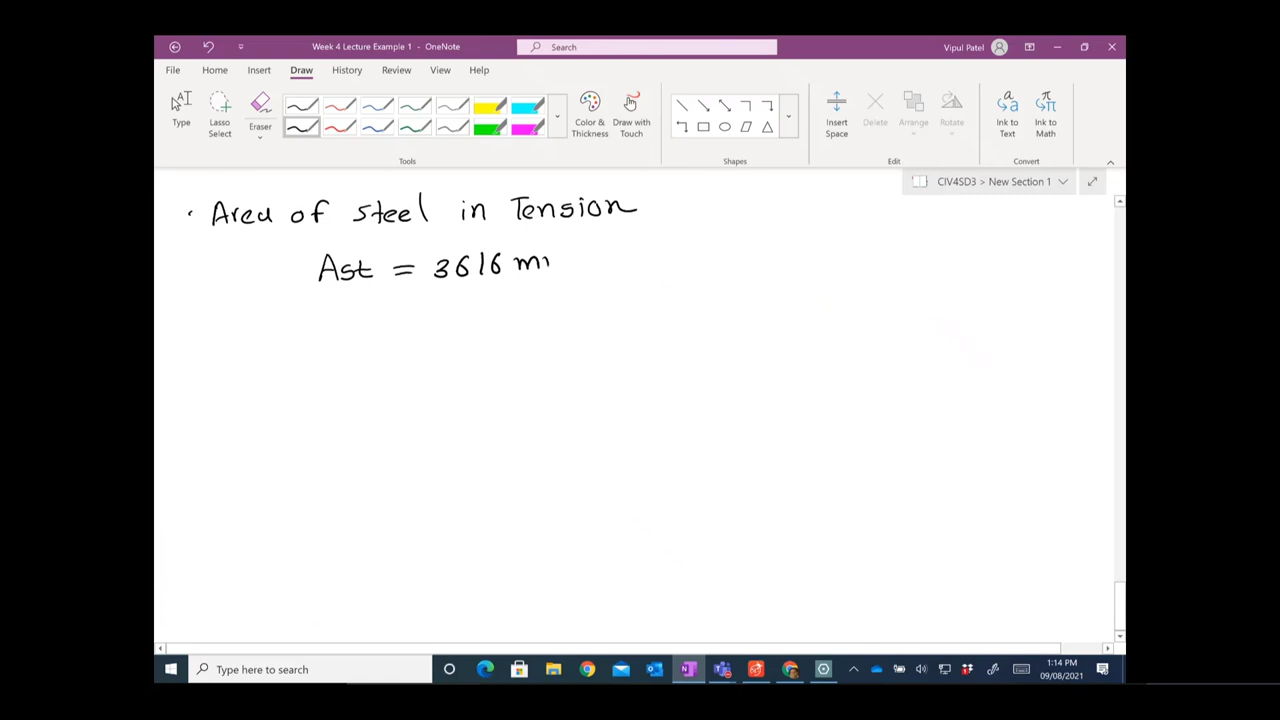 Week 4 Lecture Example 1 - OneNote
Search
Vipul Patel
File Home Insert Draw History Review View Help
Type
Lasso Select
Eraser
Color & Thickness
Draw with Touch
Insert Space
Delete
Arrange
Rotate
Ink to Text
Ink to Math
Tools
Shapes
Edit
Convert
CIV4SD3 > New Section 1
· Area of steel in Tension
Ast = 3616 m
Type here to search
1:14 PM
09/08/2021